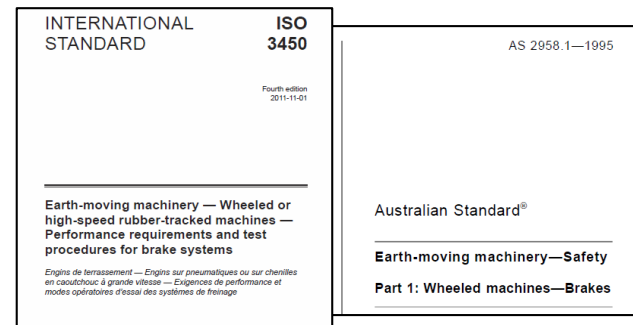 INTERNATIONAL
STANDARD
ISO
3450
Fourth edition
2011-11-01
Earth-moving machinery — Wheeled or
high-speed rubber-tracked machines —
Performance requirements and test
procedures for brake systems
Engins de terrassement — Engins sur pneumatiques ou sur chenilles
en caoutchouc à grande vitesse — Exigences de performance et
modes opératoires d'essai des systèmes de freinage
AS 2958.1—1995
Australian Standard®
Earth-moving machinery—Safety
Part 1: Wheeled machines—Brakes